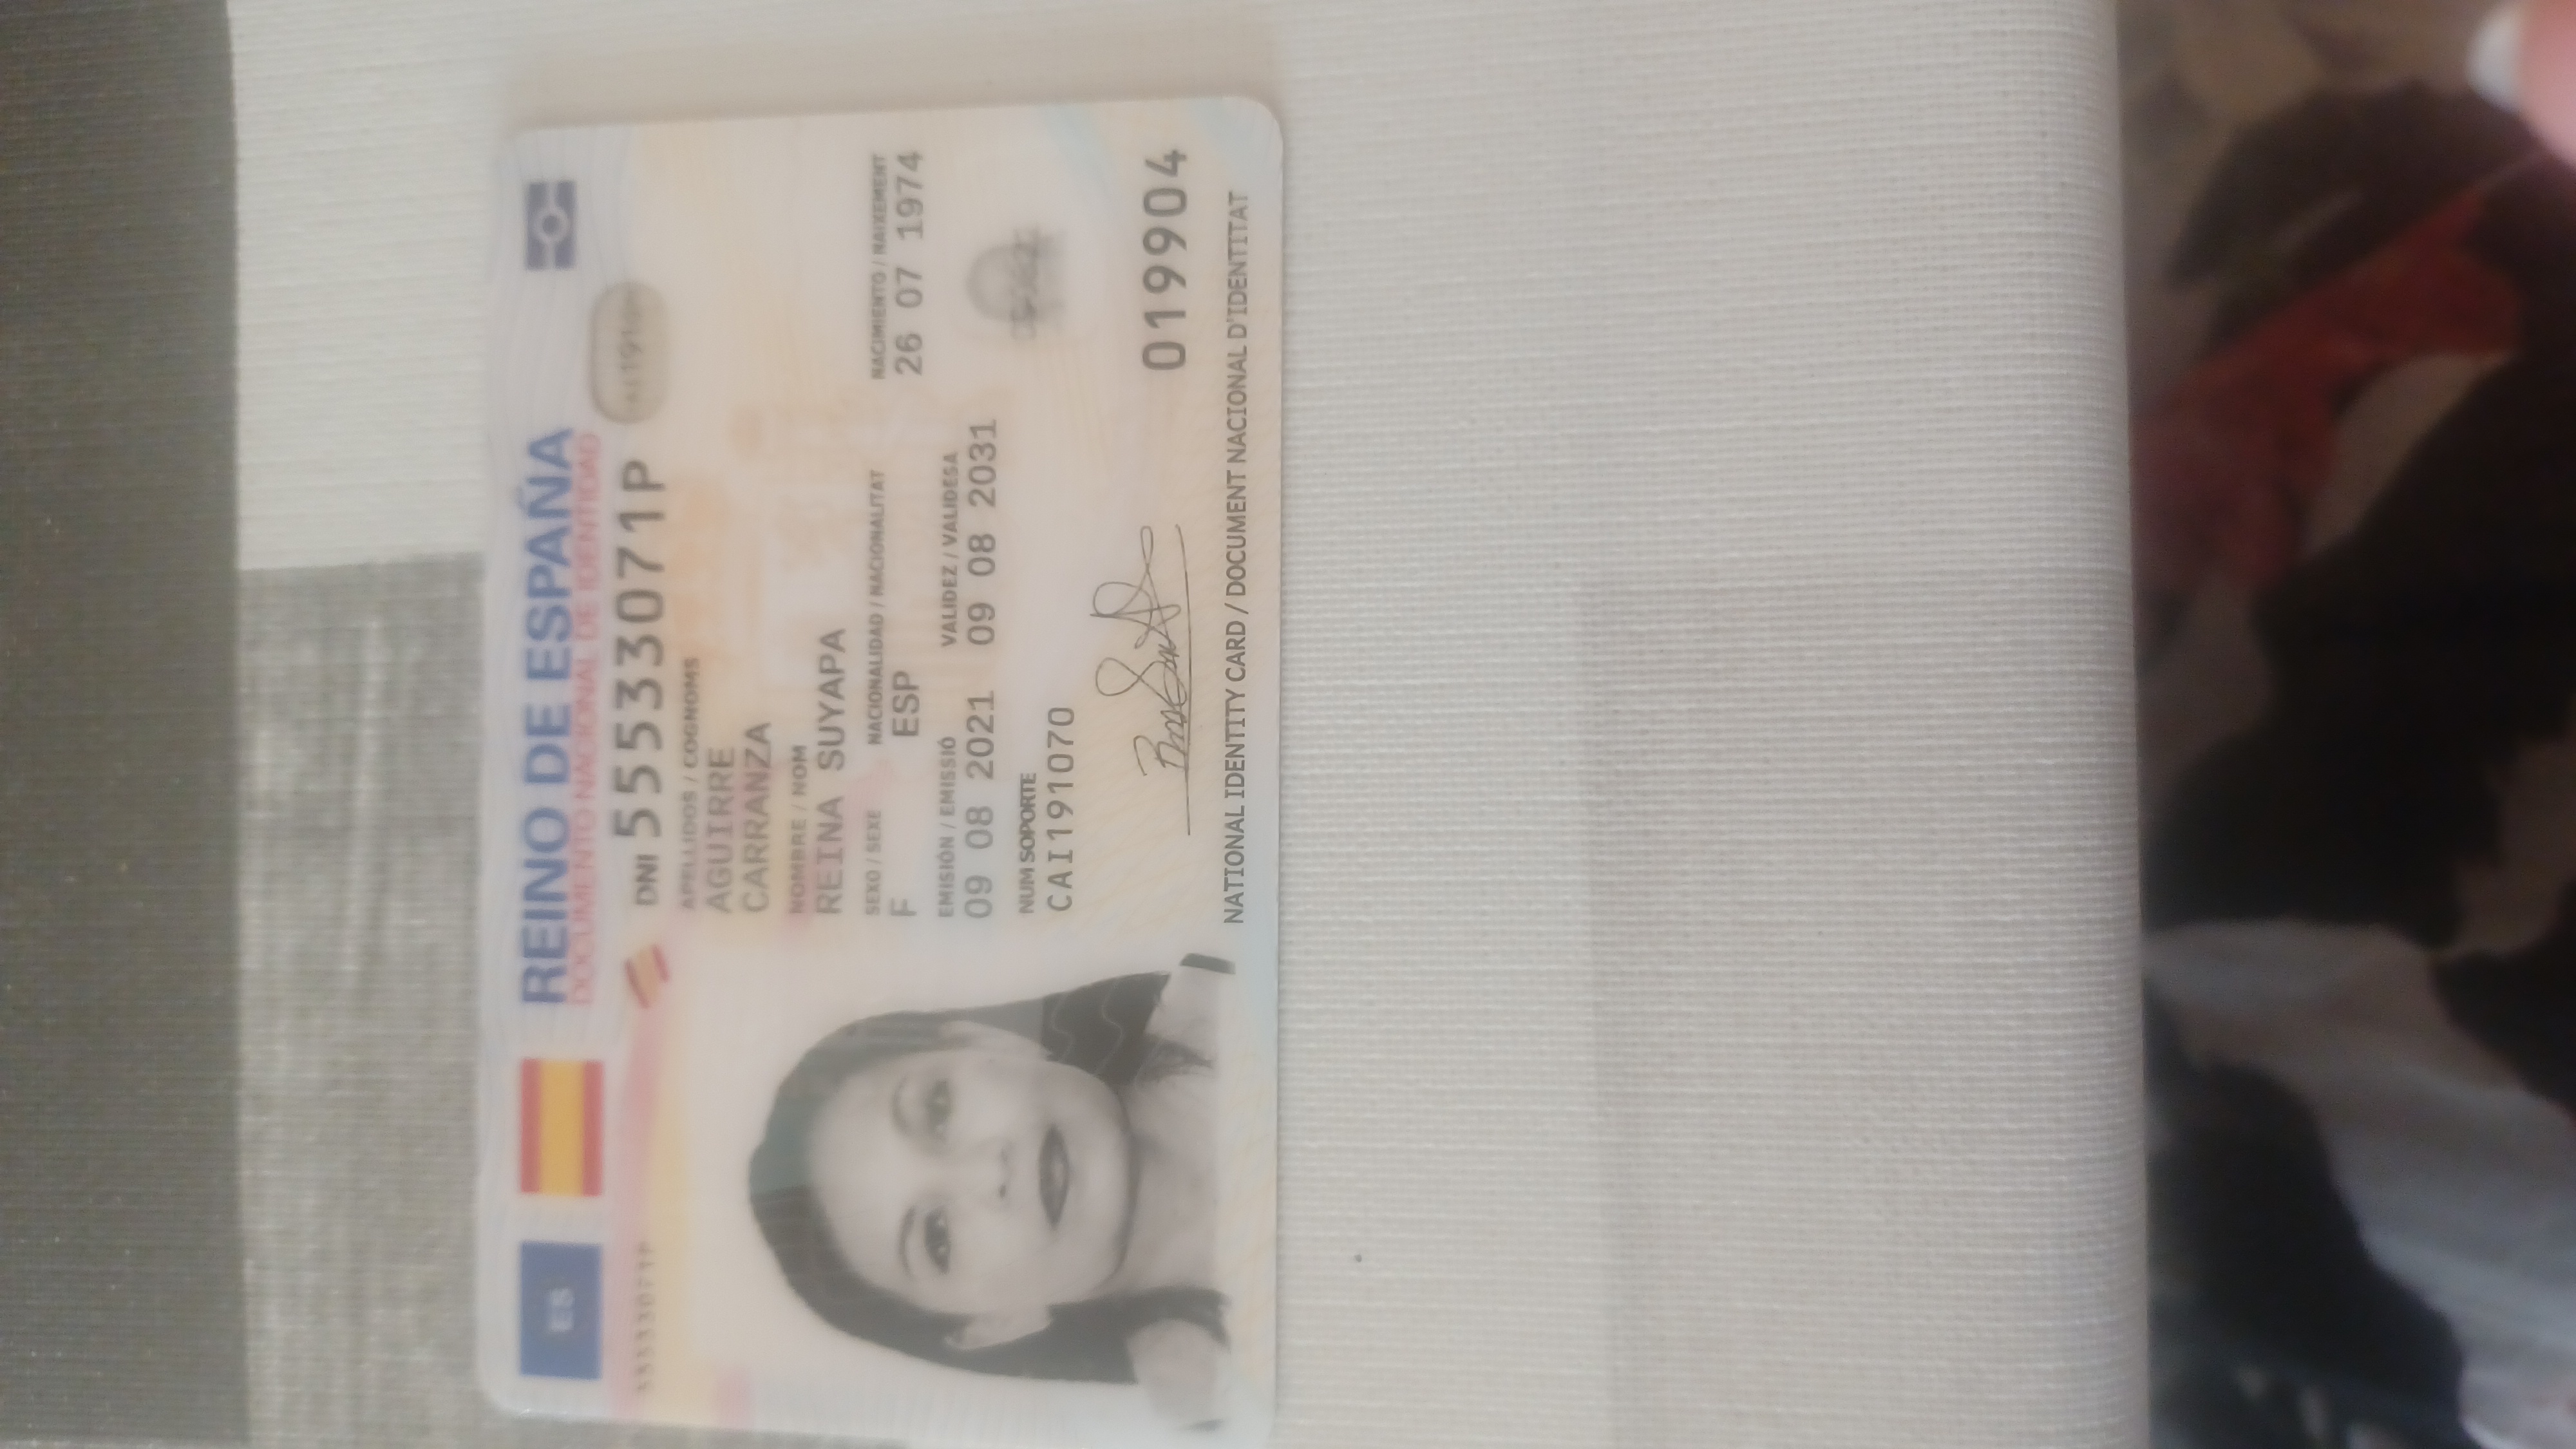 ES
REINO DE ESPAÑA
DOCUMENTO NACIONAL DE IDENTIDAD
55533071P
DNI 55533071P
APELLIDOS / COGNOMS
AGUIRRE
CARRANZA
NOMBRE / NOM
REINA SUYAPA
SEXO / SEXE NACIONALIDAD / NACIONALITAT NACIMIENTO / NAIXEMENT
F ESP 26 07 1974
EMISIÓN / EMISSIÓ VALIDEZ / VALIDESA
09 08 2021 09 08 2031
NUM SOPORTE
CAI191070
019904
NATIONAL IDENTITY CARD / DOCUMENT NACIONAL D'IDENTITAT